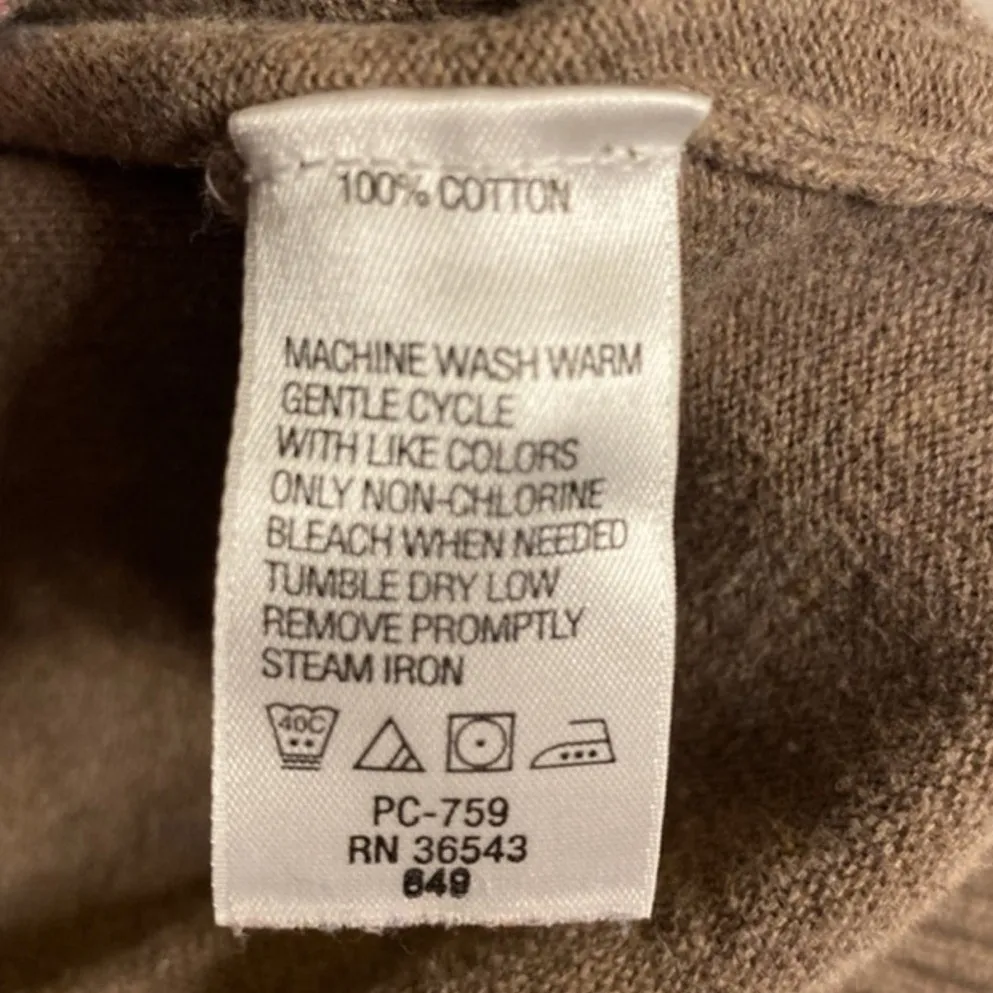 100% COTTON
MACHINE WASH WARM
GENTLE CYCLE
WITH LIKE COLORS
ONLY NON-CHLORINE
BLEACH WHEN NEEDED
TUMBLE DRY LOW
REMOVE PROMPTLY
STEAM IRON
40C
PC-759
RN 36543